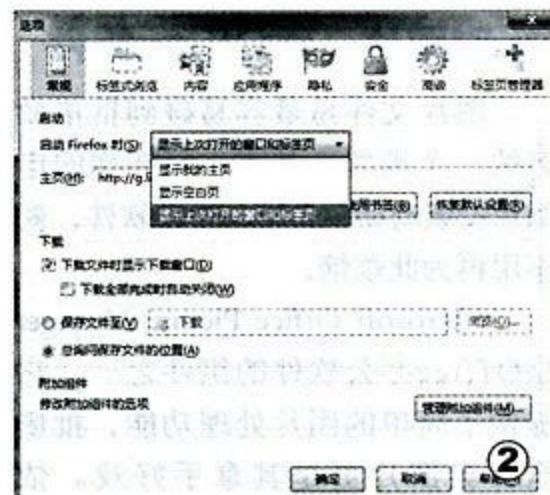 选项
常规 标签式浏览 内容 应用程序 隐私 安全 高级 标签页管理器
启动
启动 Firefox 时(S): 显示上次打开的窗口和标签页
显示我的主页
主页(H): http://g.
显示空白页
用书签(B) 恢复默认设置(R)
显示上次打开的窗口和标签页
下载
下载文件时显示下载窗口(D)
下载全部完成时自动关闭(W)
保存文件至(V) 下载 浏览(O)...
总询问保存文件的位置(A)
附加组件
修改附加组件的选项
管理附加组件(M)...
确定 取消
②